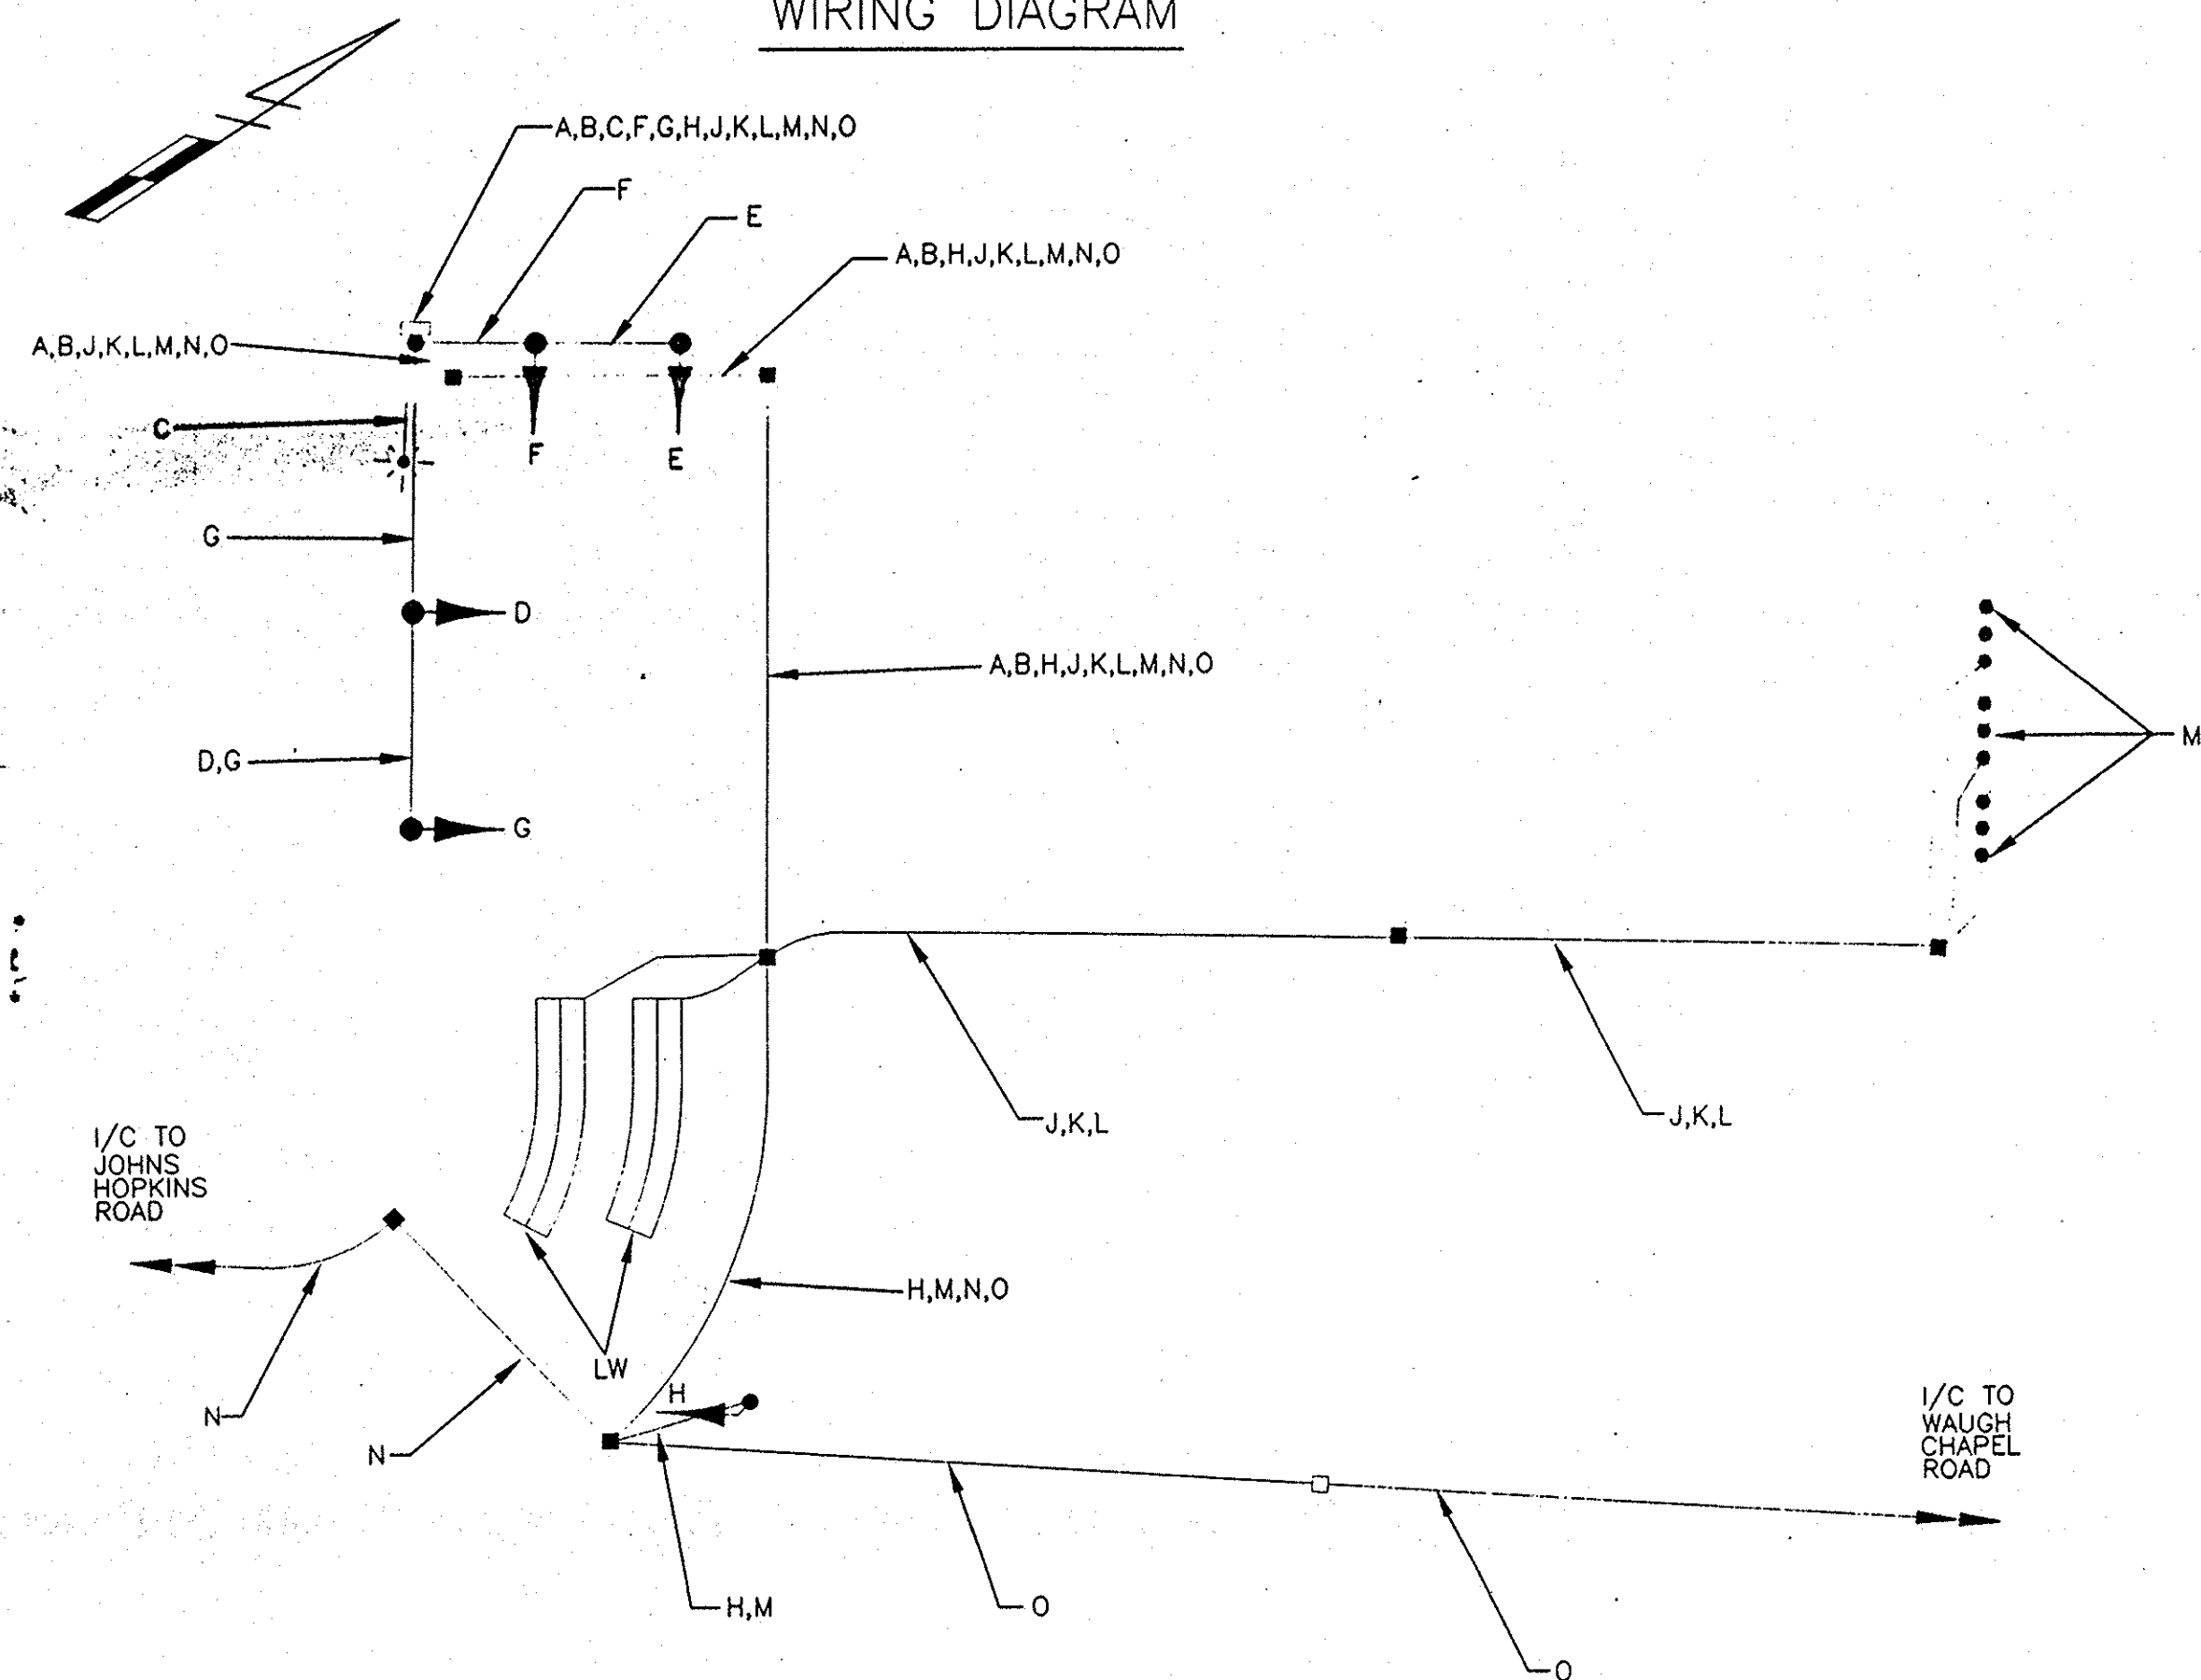 WIRING DIAGRAM
A,B,C,F,G,H,J,K,L,M,N,O
F
E
A,B,H,J,K,L,M,N,O
A,B,J,K,L,M,N,O
C
F
E
G
D
A,B,H,J,K,L,M,N,O
M
D,G
G
J,K,L
J,K,L
I/C TO
JOHNS
HOPKINS
ROAD
H,M,N,O
LW
H
N
N
I/C TO
WAUGH
CHAPEL
ROAD
H,M
O
O